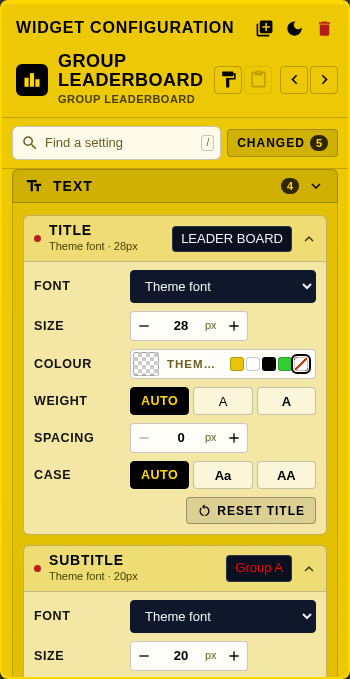 WIDGET CONFIGURATION
GROUP
LEADERBOARD
GROUP LEADERBOARD
Find a setting /
CHANGED 5
TEXT 4
TITLE
Theme font · 28px
LEADER BOARD
FONT Theme font
SIZE − 28 px +
COLOUR THEM…
WEIGHT AUTO A A
SPACING − 0 px +
CASE AUTO Aa AA
RESET TITLE
SUBTITLE
Theme font · 20px
Group A
FONT Theme font
SIZE − 20 px +